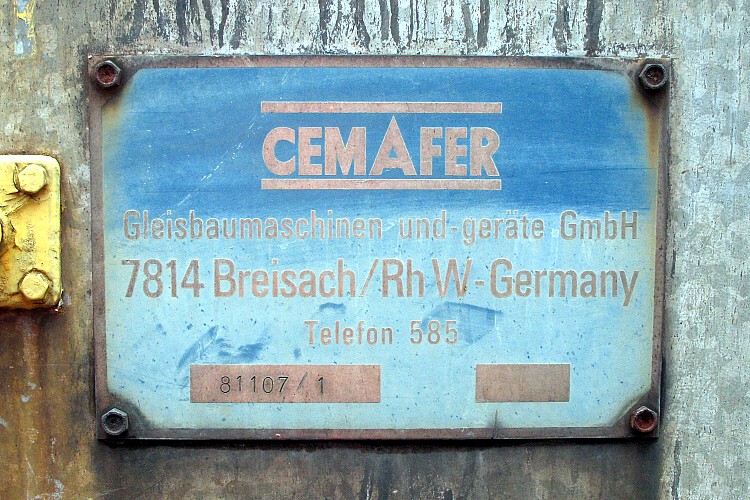 CEMAFER
Gleisbaumaschinen und-geräte GmbH
7814 Breisach/Rh W-Germany
Telefon 585
81107/1